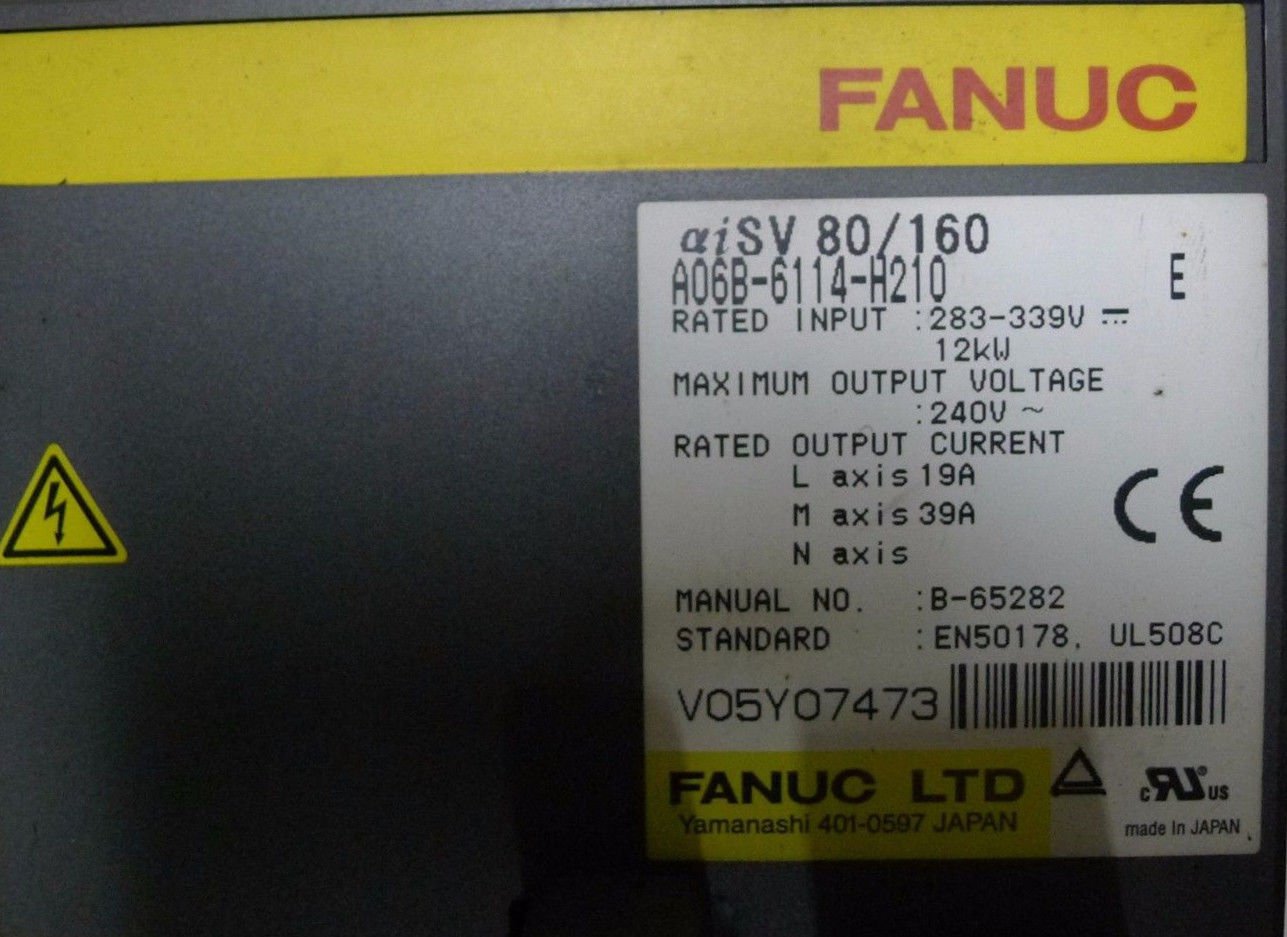 FANUC
αiSV 80/160
A06B-6114-H210 E
RATED INPUT :283-339V ⎓
12kW
MAXIMUM OUTPUT VOLTAGE
:240V ~
RATED OUTPUT CURRENT
L axis 19A
M axis 39A
N axis
CE
MANUAL NO. :B-65282
STANDARD :EN50178, UL508C
V05Y07473
FANUC LTD
Yamanashi 401-0597 JAPAN
c RU US
made in JAPAN